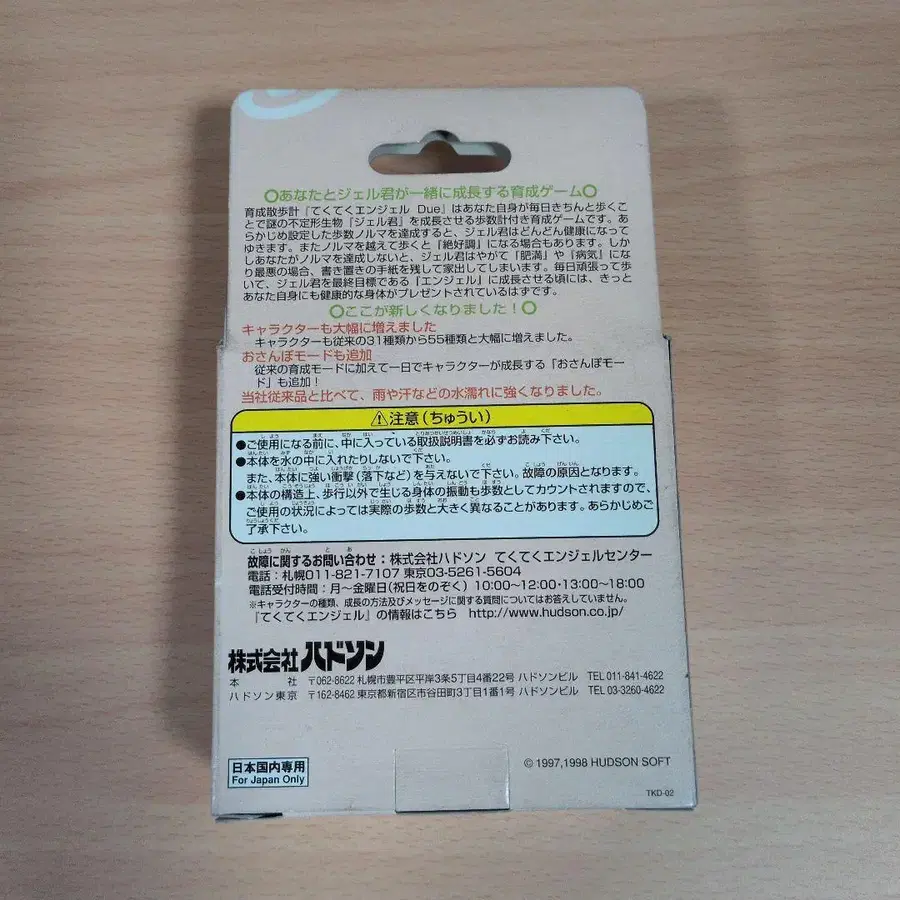 ○あなたとジェル君が一緒に成長する育成ゲーム○
育成散歩計『てくてくエンジェル Due』はあなた自身が毎日きちんと歩くこ
とで謎の不定形生物『ジェル君』を成長させる歩数計付き育成ゲームです。あ
らかじめ設定した歩数ノルマを達成すると、ジェル君はどんどん健康になって
ゆきます。またノルマを越えて歩くと「絶好調」になる場合もあります。しか
しあなたがノルマを達成しないと、ジェル君はやがて「肥満」や「病気」にな
り最悪の場合、書き置きの手紙を残して家出してしまいます。毎日頑張って歩
いて、ジェル君を最終目標である『エンジェル』に成長させる頃には、きっと
あなた自身にも健康的な身体がプレゼントされているはずです。
○ここが新しくなりました！○
キャラクターも大幅に増えました
キャラクターも従来の31種類から55種類と大幅に増えました。
おさんぽモードも追加
従来の育成モードに加えて一日でキャラクターが成長する「おさんぽモー
ド」も追加！
当社従来品と比べて、雨や汗などの水濡れに強くなりました。
⚠注意（ちゅうい）
●ご使用になる前に、中に入っている取扱説明書を必ずお読み下さい。
●本体を水の中に入れたりしないで下さい。
また、本体に強い衝撃（落下など）を与えないで下さい。故障の原因となります。
●本体の構造上、歩行以外で生じる身体の振動も歩数としてカウントされますので、
ご使用の状況によっては実際の歩数と大きく異なることがあります。あらかじめご
了承下さい。
故障に関するお問い合わせ：株式会社ハドソン てくてくエンジェルセンター
電話：札幌011-821-7107 東京03-5261-5604
電話受付時間：月～金曜日(祝日をのぞく) 10:00～12:00・13:00～18:00
※キャラクターの種類、成長の方法及びメッセージに関する質問についてはお答えしていません。
『てくてくエンジェル』の情報はこちら http://www.hudson.co.jp/
株式会社ハドソン
本 社 〒062-8622 札幌市豊平区平岸3条5丁目4番22号 ハドソンビル TEL 011-841-4622
ハドソン東京 〒162-8462 東京都新宿区市谷田町3丁目1番1号 ハドソンビル TEL 03-3260-4622
日本国内専用
For Japan Only
© 1997,1998 HUDSON SOFT
TKD-02